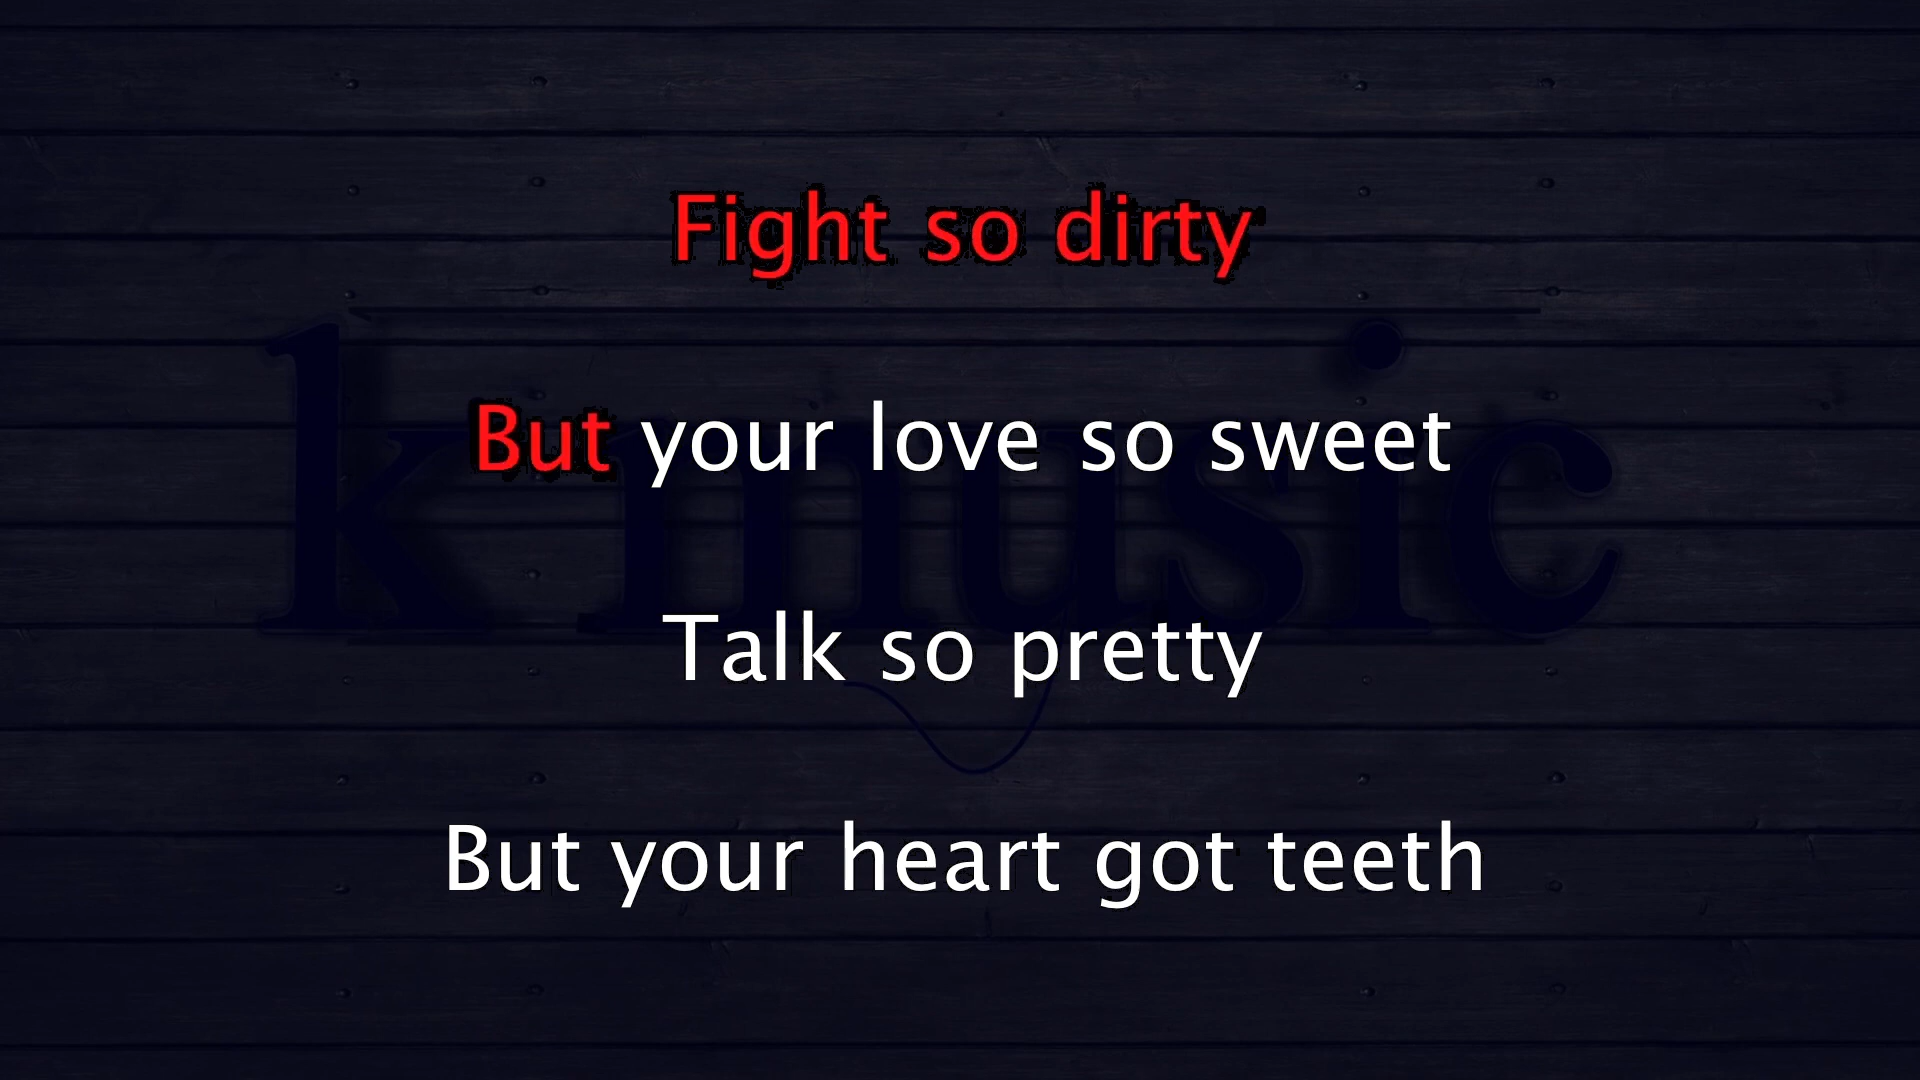 Fight so dirty
But your love so sweet
k music
Talk so pretty
But your heart got teeth